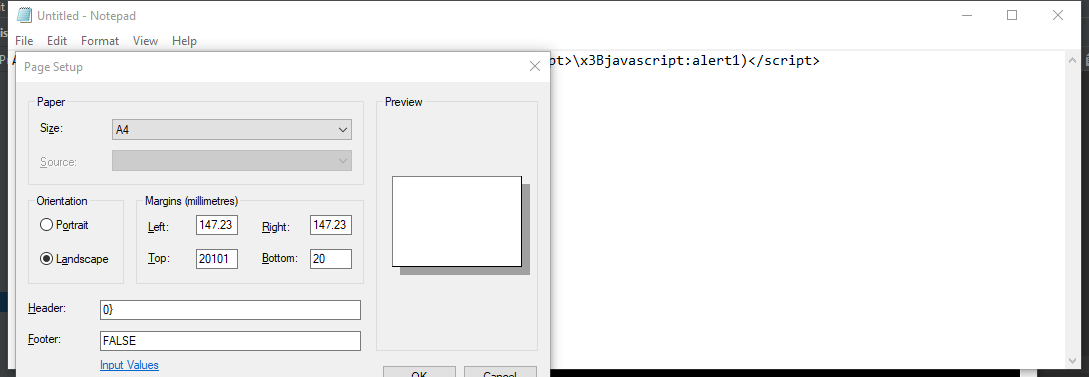 Untitled - Notepad
File Edit Format View Help
pt>\x3Bjavascript:alert1)</script>
Page Setup
Paper
Size: A4
Source:
Orientation
Portrait
Landscape
Margins (millimetres)
Left: 147.23 Right: 147.23
Top: 20101 Bottom: 20
Preview
Header: 0}
Footer: FALSE
Input Values
OK Cancel